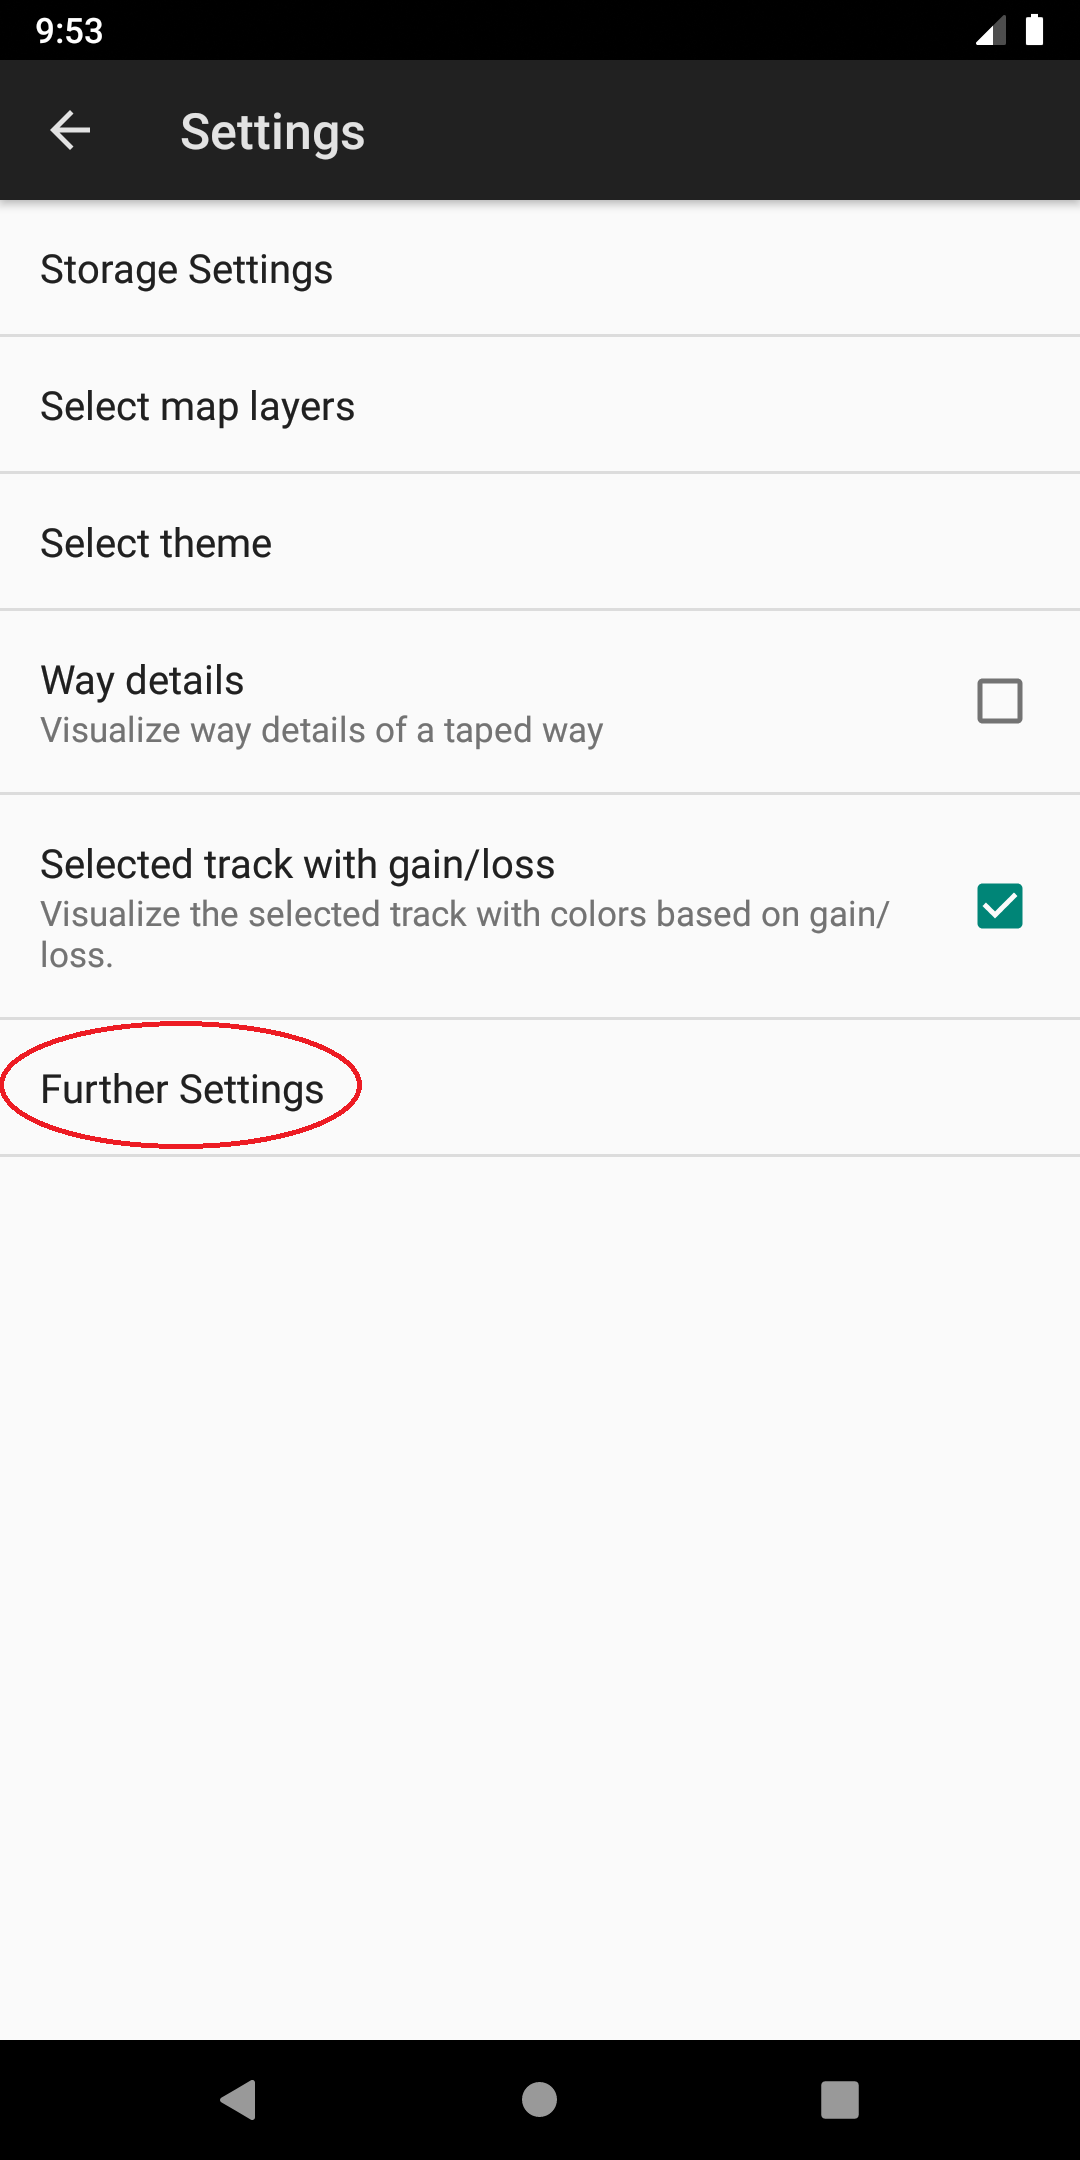 9:53
Settings
Storage Settings
Select map layers
Select theme
Way details
Visualize way details of a taped way
Selected track with gain/loss
Visualize the selected track with colors based on gain/
loss.
Further Settings